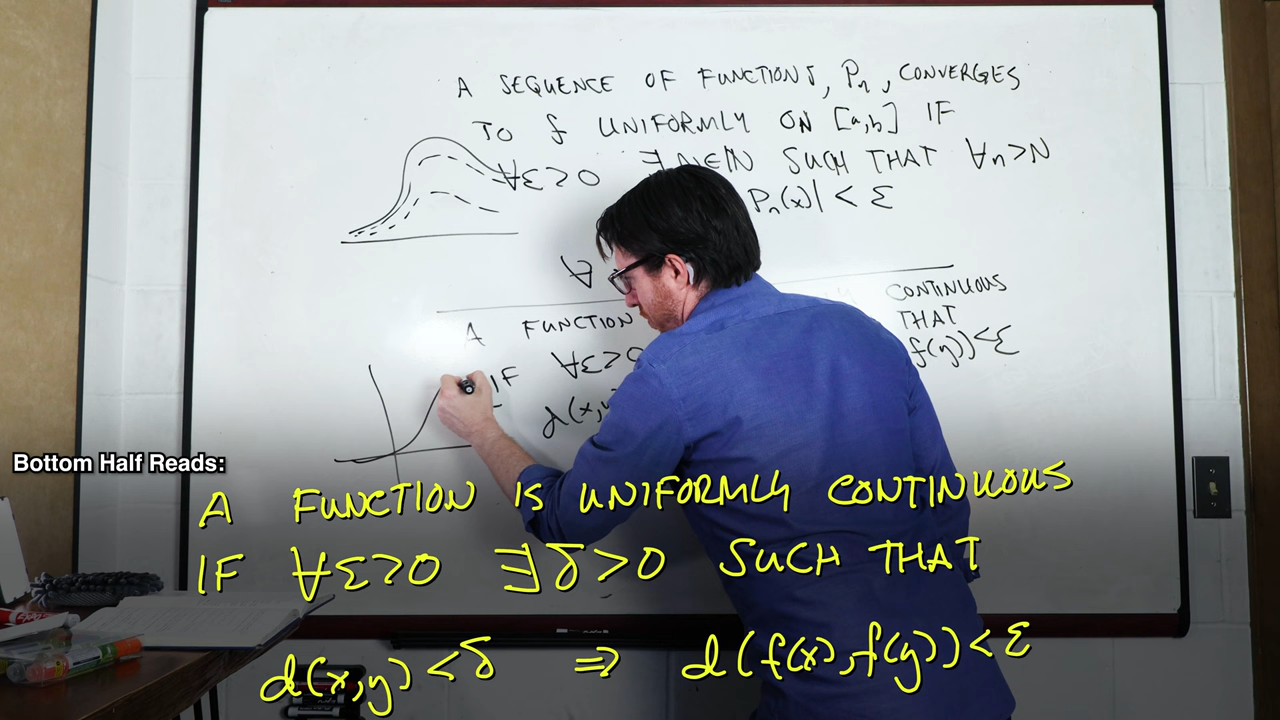 A SEQUENCE OF FUNCTIONS, Pn, CONVERGES
TO f UNIFORMLY ON [a,b] IF
∀ε>0 ∃ N∈ℕ SUCH THAT ∀n>N
Pn(x)| < ε
∀
A FUNCTION CONTINUOUS
IF ∀ε>0 THAT
d(x, f(y))<ε
Bottom Half Reads:
A FUNCTION IS UNIFORMLY CONTINUOUS
IF ∀ε>0 ∃δ>0 SUCH THAT
d(x,y)<δ ⇒ d(f(x),f(y))<ε